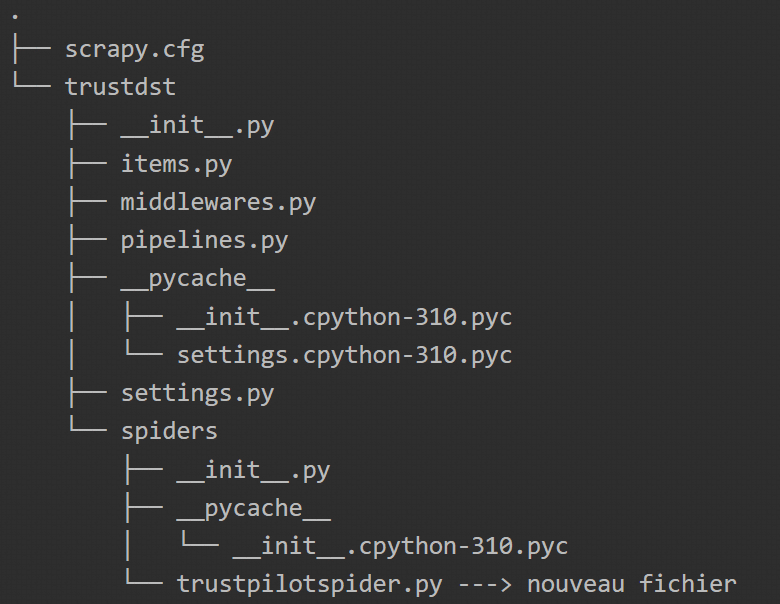 .
├── scrapy.cfg
└── trustdst
    ├── __init__.py
    ├── items.py
    ├── middlewares.py
    ├── pipelines.py
    ├── __pycache__
    │   ├── __init__.cpython-310.pyc
    │   └── settings.cpython-310.pyc
    ├── settings.py
    └── spiders
        ├── __init__.py
        ├── __pycache__
        │   └── __init__.cpython-310.pyc
        └── trustpilotspider.py ---> nouveau fichier